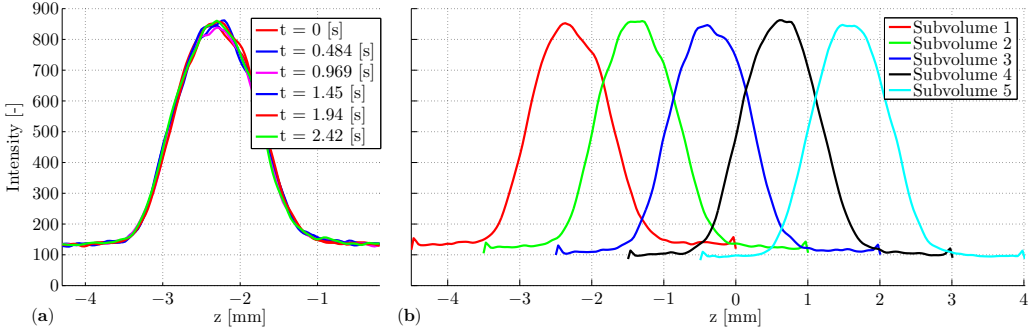 900
800
700
600
500
400
300
200
100
0
Intensity [-]
−4
−3
−2
−1
z [mm]
(a)
t = 0 [s]
t = 0.484 [s]
t = 0.969 [s]
t = 1.45 [s]
t = 1.94 [s]
t = 2.42 [s]
−4
−3
−2
−1
0
1
2
3
4
z [mm]
(b)
Subvolume 1
Subvolume 2
Subvolume 3
Subvolume 4
Subvolume 5